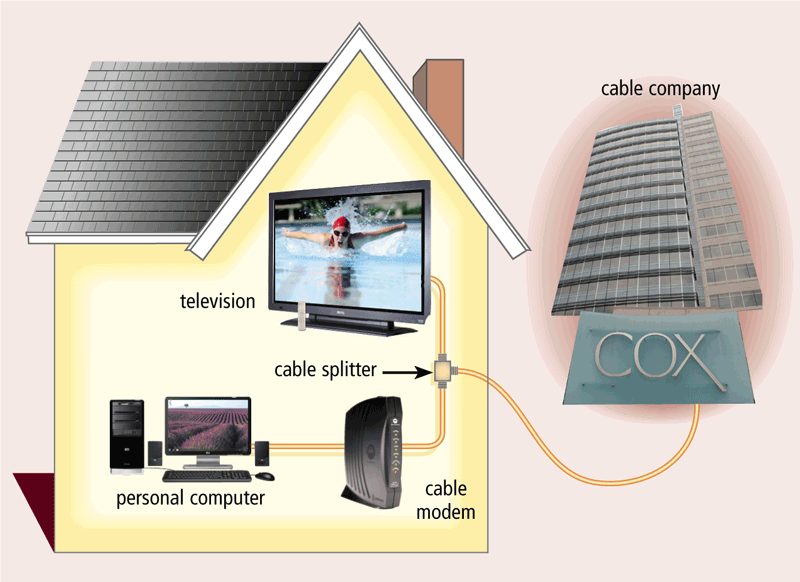 cable company
COX
television
cable splitter
personal computer
cable
modem